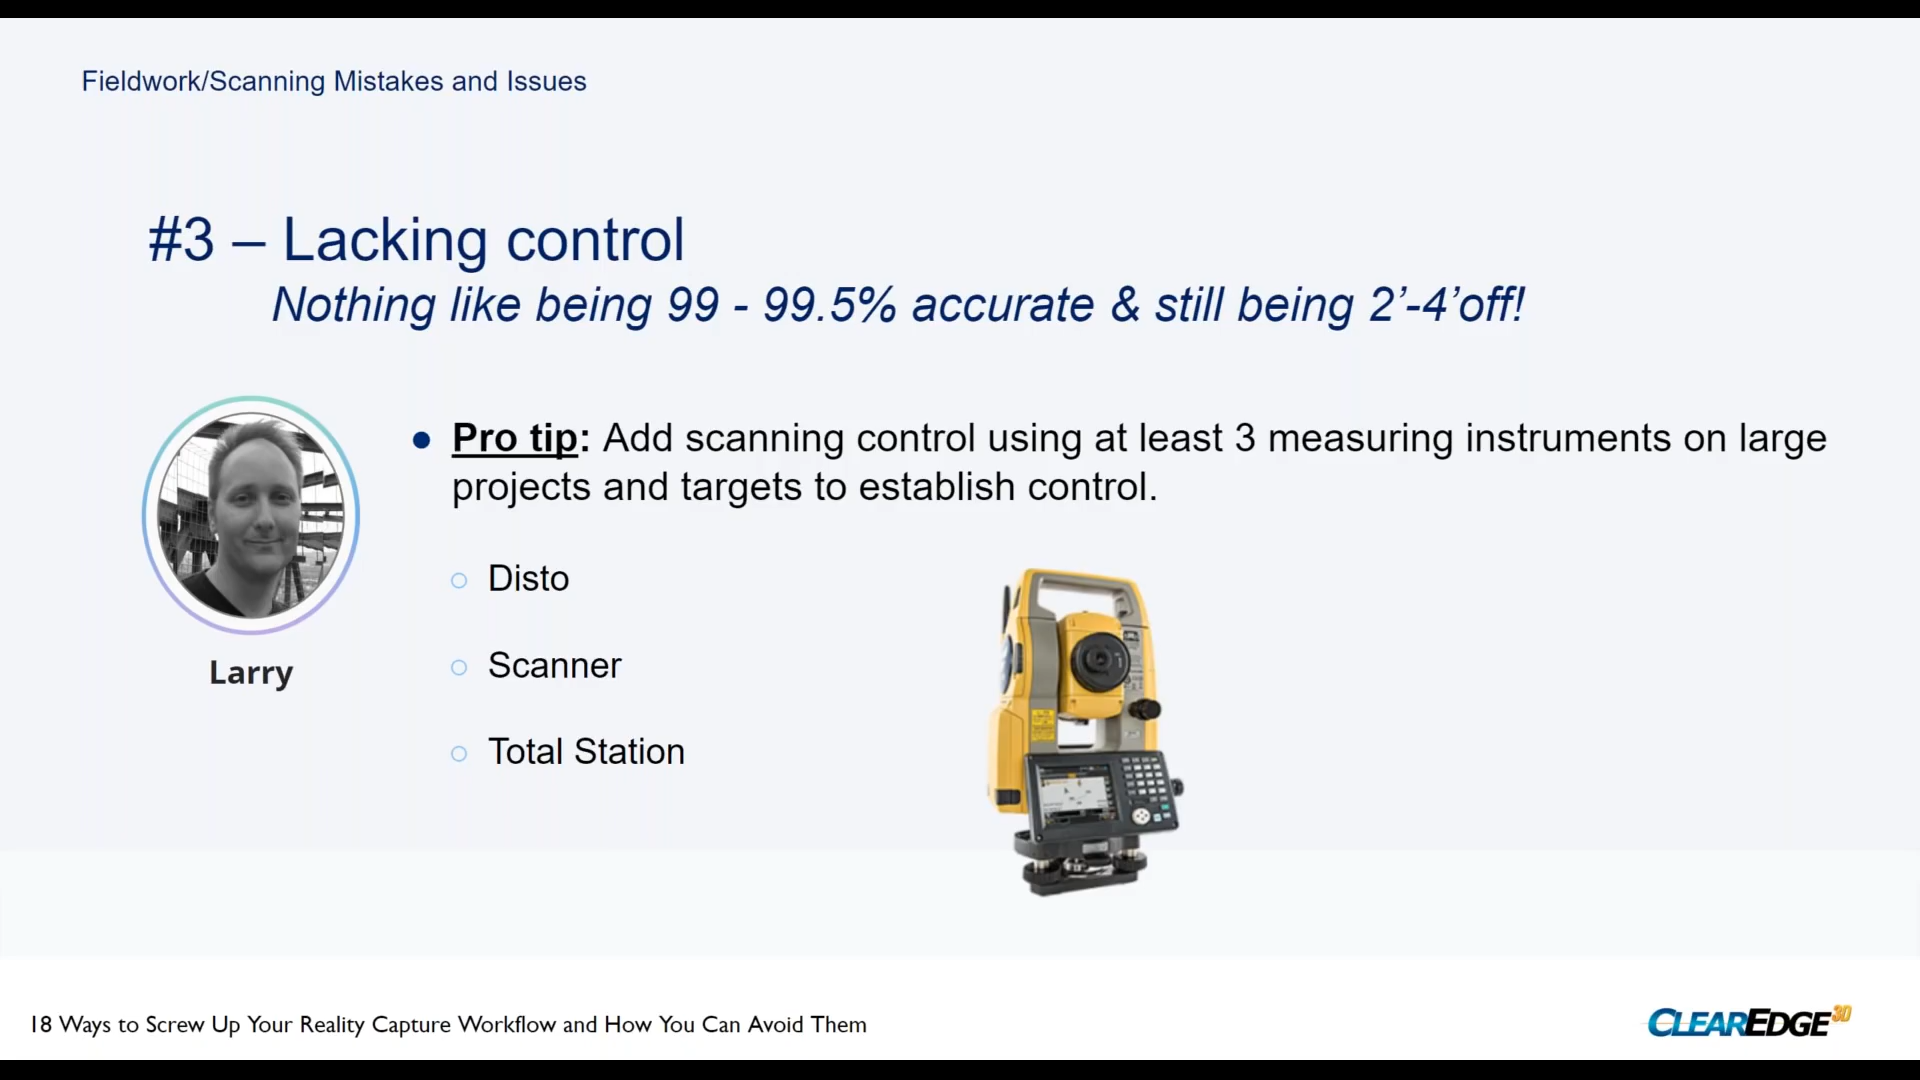 Fieldwork/Scanning Mistakes and Issues
#3 – Lacking control
Nothing like being 99 - 99.5% accurate & still being 2’-4’off!
● Pro tip: Add scanning control using at least 3 measuring instruments on large
projects and targets to establish control.
○ Disto
○ Scanner
○ Total Station
Larry
18 Ways to Screw Up Your Reality Capture Workflow and How You Can Avoid Them
CLEAREDGE3D